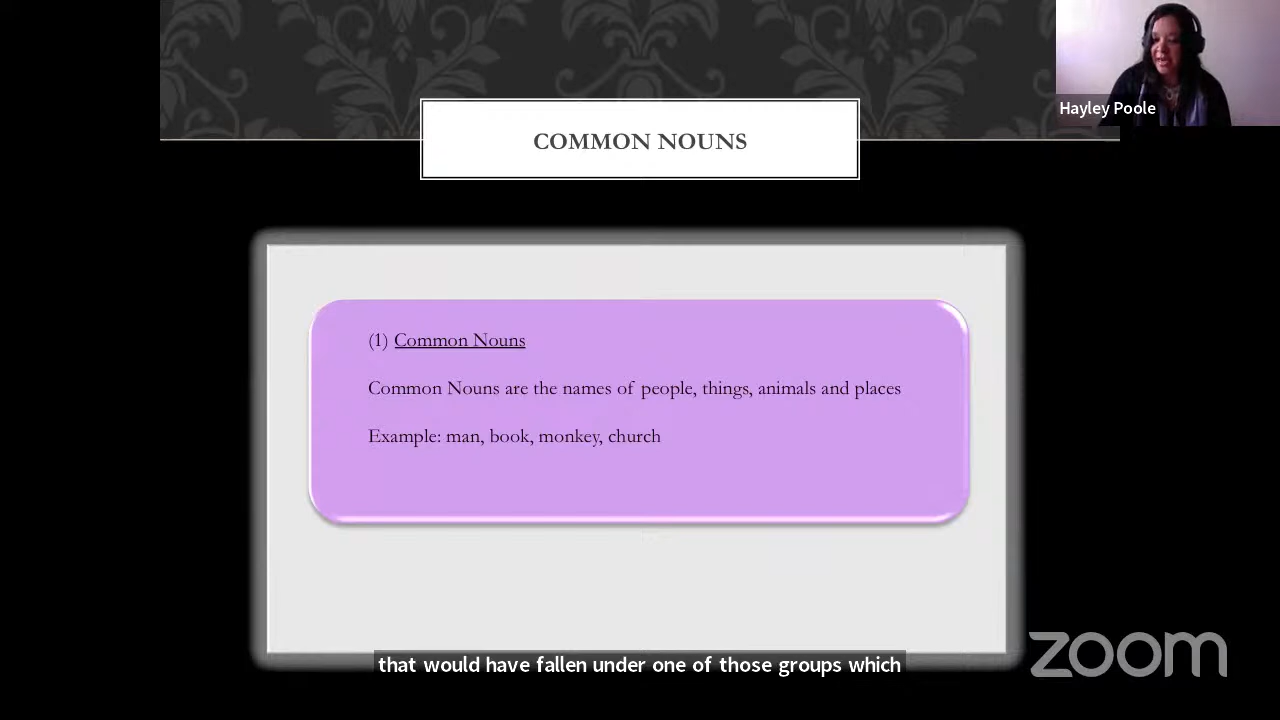 Hayley Poole
COMMON NOUNS
(1) Common Nouns
Common Nouns are the names of people, things, animals and places
Example: man, book, monkey, church
that would have fallen under one of those groups which
zoom